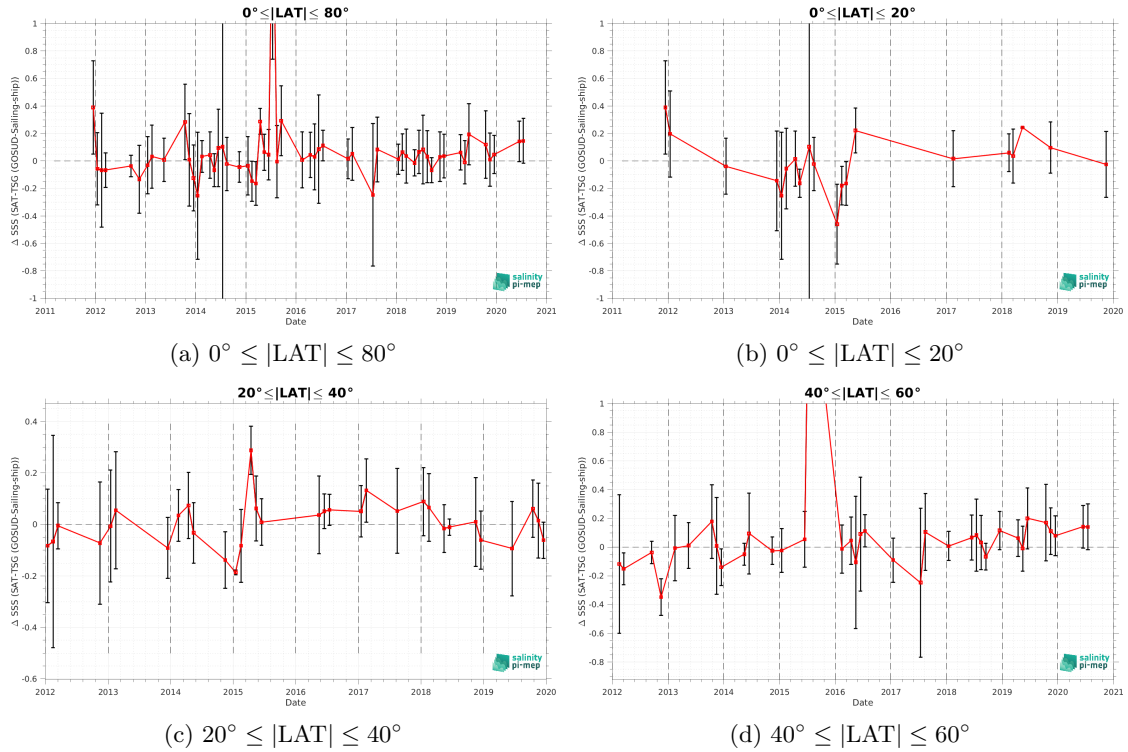 0°≤|LAT|≤ 80°
1
0.8
0.6
0.4
0.2
0
-0.2
-0.4
-0.6
-0.8
-1
Δ SSS (SAT-TSG (GOSUD-Sailing-ship))
2011 2012 2013 2014 2015 2016 2017 2018 2019 2020 2021
Date
salinity
pi-mep
(a) 0° ≤ |LAT| ≤ 80°
0°≤|LAT|≤ 20°
1
0.8
0.6
0.4
0.2
0
-0.2
-0.4
-0.6
-0.8
-1
Δ SSS (SAT-TSG (GOSUD-Sailing-ship))
2011 2012 2013 2014 2015 2016 2017 2018 2019 2020
Date
salinity
pi-mep
(b) 0° ≤ |LAT| ≤ 20°
20°≤|LAT|≤ 40°
0.4
0.2
0
-0.2
-0.4
-0.6
Δ SSS (SAT-TSG (GOSUD-Sailing-ship))
2012 2013 2014 2015 2016 2017 2018 2019 2020
Date
salinity
pi-mep
(c) 20° ≤ |LAT| ≤ 40°
40°≤|LAT|≤ 60°
1
0.8
0.6
0.4
0.2
0
-0.2
-0.4
-0.6
-0.8
Δ SSS (SAT-TSG (GOSUD-Sailing-ship))
2012 2013 2014 2015 2016 2017 2018 2019 2020 2021
Date
salinity
pi-mep
(d) 40° ≤ |LAT| ≤ 60°